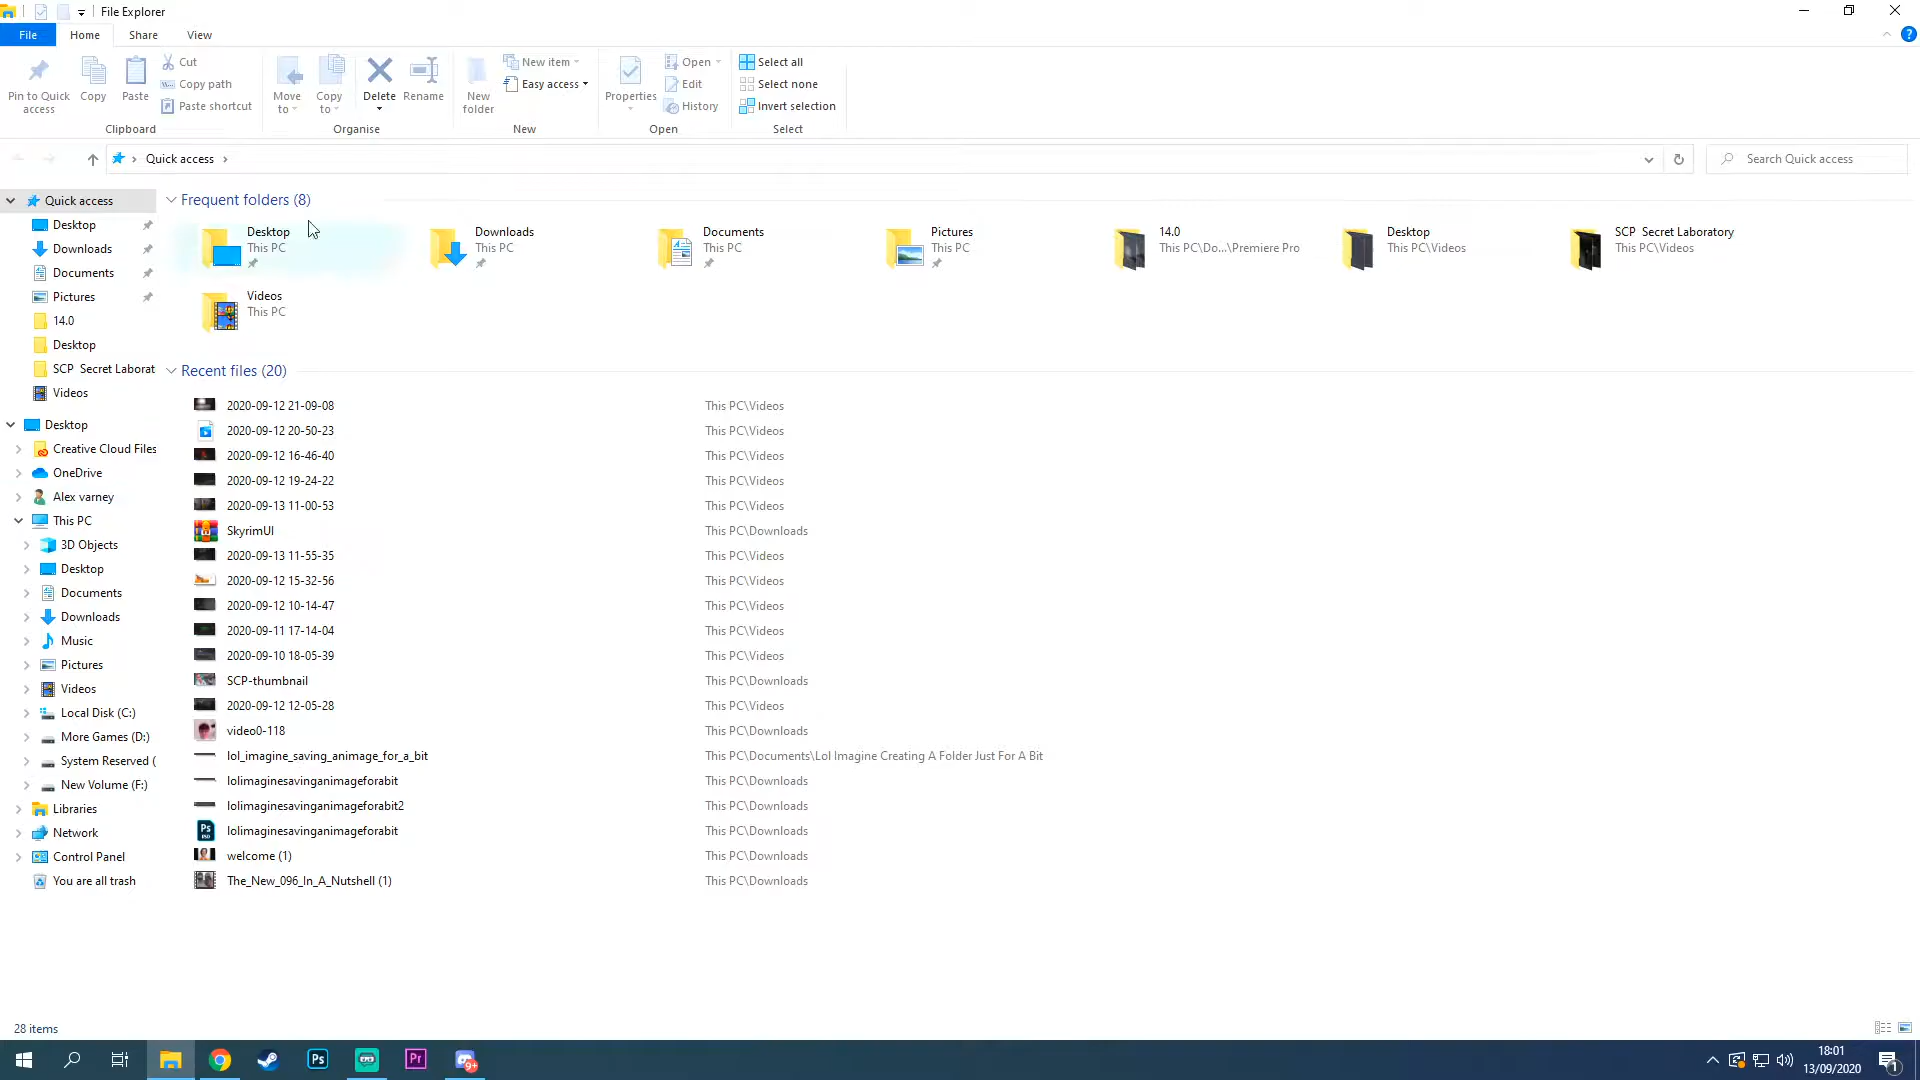 File Explorer
File
Home
Share
View
Pin to Quick access
Copy
Paste
Cut
Copy path
Paste shortcut
Clipboard
Move to
Copy to
Delete
Rename
Organise
New folder
New item
Easy access
New
Properties
Open
Edit
History
Open
Select all
Select none
Invert selection
Select
Quick access
Search Quick access
Quick access
Desktop
Downloads
Documents
Pictures
14.0
Desktop
SCP Secret Laborat
Videos
Desktop
Creative Cloud Files
OneDrive
Alex varney
This PC
3D Objects
Desktop
Documents
Downloads
Music
Pictures
Videos
Local Disk (C:)
More Games (D:)
System Reserved (
New Volume (F:)
Libraries
Network
Control Panel
You are all trash
Frequent folders (8)
Desktop
This PC
Downloads
This PC
Documents
This PC
Pictures
This PC
14.0
This PC\Do...\Premiere Pro
Desktop
This PC\Videos
SCP Secret Laboratory
This PC\Videos
Videos
This PC
Recent files (20)
2020-09-12 21-09-08 This PC\Videos
2020-09-12 20-50-23 This PC\Videos
2020-09-12 16-46-40 This PC\Videos
2020-09-12 19-24-22 This PC\Videos
2020-09-13 11-00-53 This PC\Videos
SkyrimUI This PC\Downloads
2020-09-13 11-55-35 This PC\Videos
2020-09-12 15-32-56 This PC\Videos
2020-09-12 10-14-47 This PC\Videos
2020-09-11 17-14-04 This PC\Videos
2020-09-10 18-05-39 This PC\Videos
SCP-thumbnail This PC\Downloads
2020-09-12 12-05-28 This PC\Videos
video0-118 This PC\Downloads
lol_imagine_saving_animage_for_a_bit This PC\Documents\Lol Imagine Creating A Folder Just For A Bit
lolimaginesavinganimageforabit This PC\Downloads
lolimaginesavinganimageforabit2 This PC\Downloads
lolimaginesavinganimageforabit This PC\Downloads
welcome (1) This PC\Downloads
The_New_096_In_A_Nutshell (1) This PC\Downloads
28 items
Ps
Pr
9+
18:01
13/09/2020
1